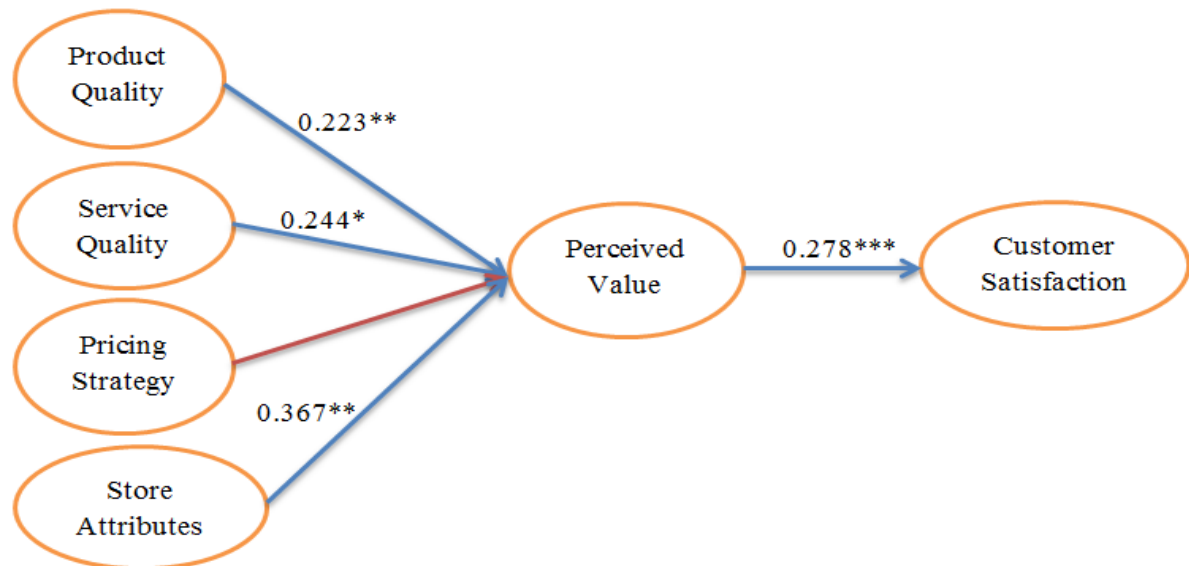 Product
Quality
0.223**
Service
Quality
0.244*
Perceived
Value
0.278***
Customer
Satisfaction
Pricing
Strategy
0.367**
Store
Attributes